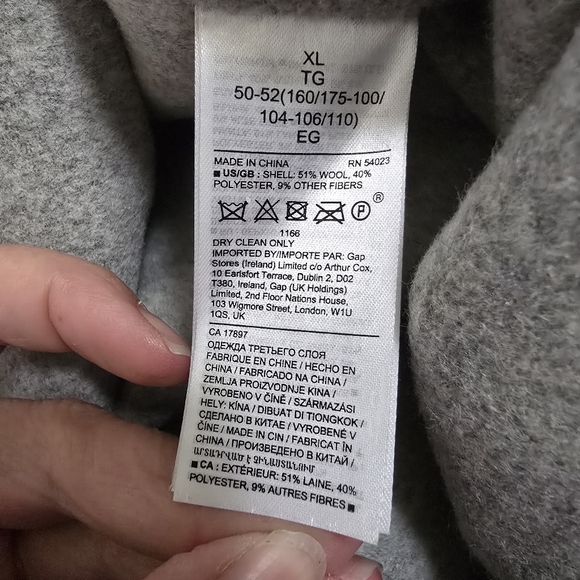 XL
TG
50-52(160/175-100/
104-106/110)
EG
MADE IN CHINA RN 54023
■ US/GB : SHELL: 51% WOOL, 40%
POLYESTER, 9% OTHER FIBERS
P ®
1166
DRY CLEAN ONLY
IMPORTED BY/IMPORTE PAR: Gap
Stores (Ireland) Limited c/o Arthur Cox,
10 Earlsfort Terrace, Dublin 2, D02
T380, Ireland, Gap (UK Holdings)
Limited, 2nd Floor Nations House,
103 Wigmore Street, London, W1U
1QS, UK
CA 17897
ОДЕЖДА ТРЕТЬЕГО СЛОЯ
FABRIQUE EN CHINE / HECHO EN
CHINA / FABRICADO NA CHINA /
ZEMLJA PROIZVODNJE KINA /
VYROBENO V ČÍNĚ / SZÁRMAZÁSI
HELY: KÍNA / DIBUAT DI TIONGKOK /
СДЕЛАНО В КИТАЕ / VYROBENÉ V
ČÍNE / MADE IN CIN / FABRICAT ÎN
CHINA / ПРОИЗВЕДЕНО В КИТАЙ /
ԱՐՏԱԴՐՎԱԾ Է ՉԻՆԱՍՏԱՆՈՒՄ
■ CA : EXTÉRIEUR: 51% LAINE, 40%
POLYESTER, 9% AUTRES FIBRES ■